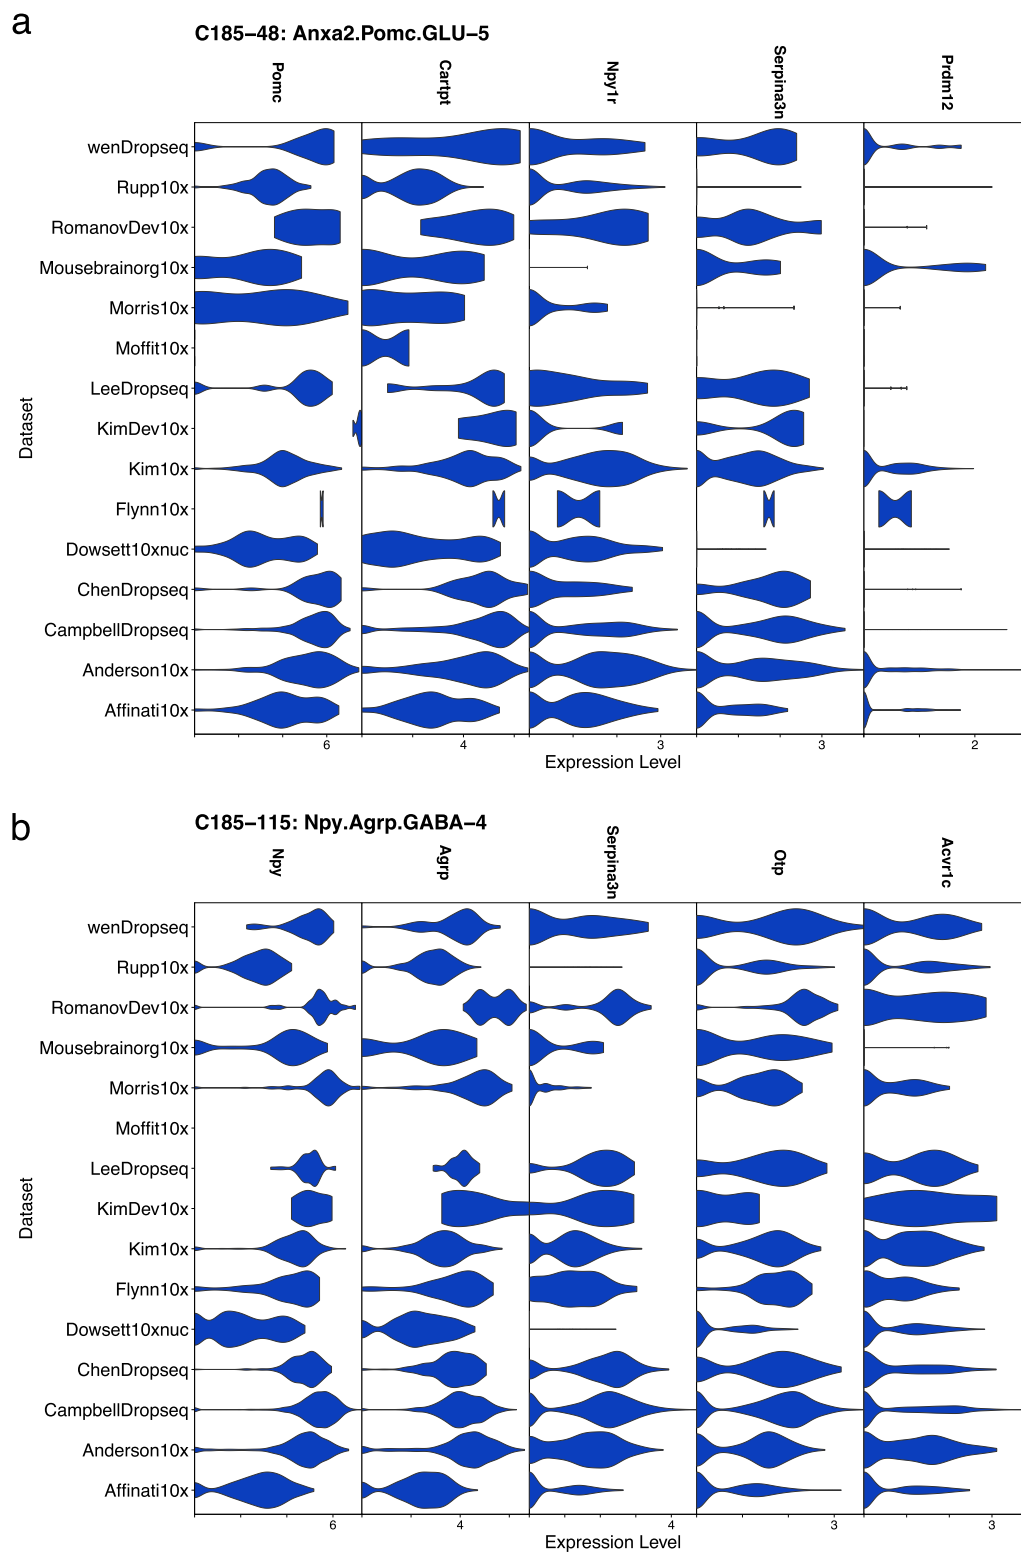 a
C185–48: Anxa2.Pomc.GLU–5
Pomc
Cartpt
Npy1r
Serpina3n
Prdm12
wenDropseq
Rupp10x
RomanovDev10x
Mousebrainorg10x
Morris10x
Moffit10x
LeeDropseq
KimDev10x
Kim10x
Flynn10x
Dowsett10xnuc
ChenDropseq
CampbellDropseq
Anderson10x
Affinati10x
Dataset
6 4 3 3 2
Expression Level
b
C185–115: Npy.Agrp.GABA–4
Npy
Agrp
Serpina3n
Otp
Acvr1c
wenDropseq
Rupp10x
RomanovDev10x
Mousebrainorg10x
Morris10x
Moffit10x
LeeDropseq
KimDev10x
Kim10x
Flynn10x
Dowsett10xnuc
ChenDropseq
CampbellDropseq
Anderson10x
Affinati10x
Dataset
6 4 4 3 3
Expression Level